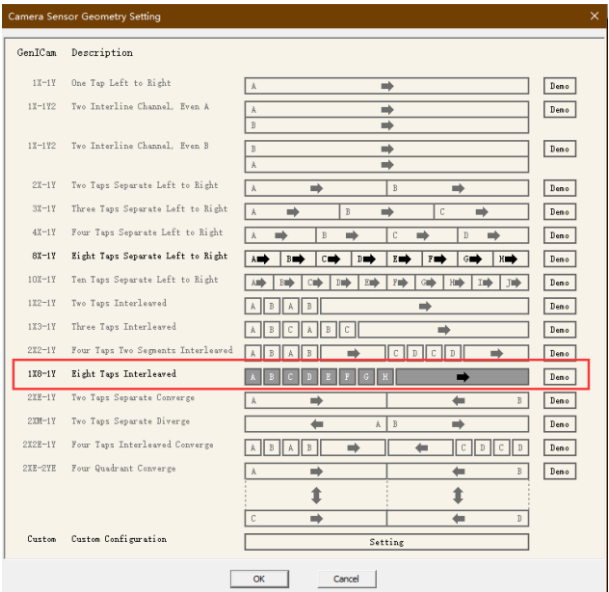 Camera Sensor Geometry Setting ×
GenICam Description
1X-1Y One Tap Left to Right A Demo
1X-1Y2 Two Interline Channel, Even A A Demo
B
1X-1Y2 Two Interline Channel, Even B B Demo
A
2X-1Y Two Taps Separate Left to Right A B Demo
3X-1Y Three Taps Separate Left to Right A B C Demo
4X-1Y Four Taps Separate Left to Right A B C D Demo
8X-1Y Eight Taps Separate Left to Right A B C D E F G H Demo
10X-1Y Ten Taps Separate Left to Right A B C D E F G H I J Demo
1X2-1Y Two Taps Interleaved A B A B Demo
1X3-1Y Three Taps Interleaved A B C A B C Demo
2X2-1Y Four Taps Two Segments Interleaved A B A B C D C D Demo
1X8-1Y Eight Taps Interleaved A B C D E F G H Demo
2XE-1Y Two Taps Separate Converge A B Demo
2XM-1Y Two Taps Separate Diverge A B Demo
2X2E-1Y Four Taps Interleaved Converge A B A B C D C D Demo
2XE-2YE Four Quadrant Converge A B Demo
C D
Custom Custom Configuration Setting
OK Cancel